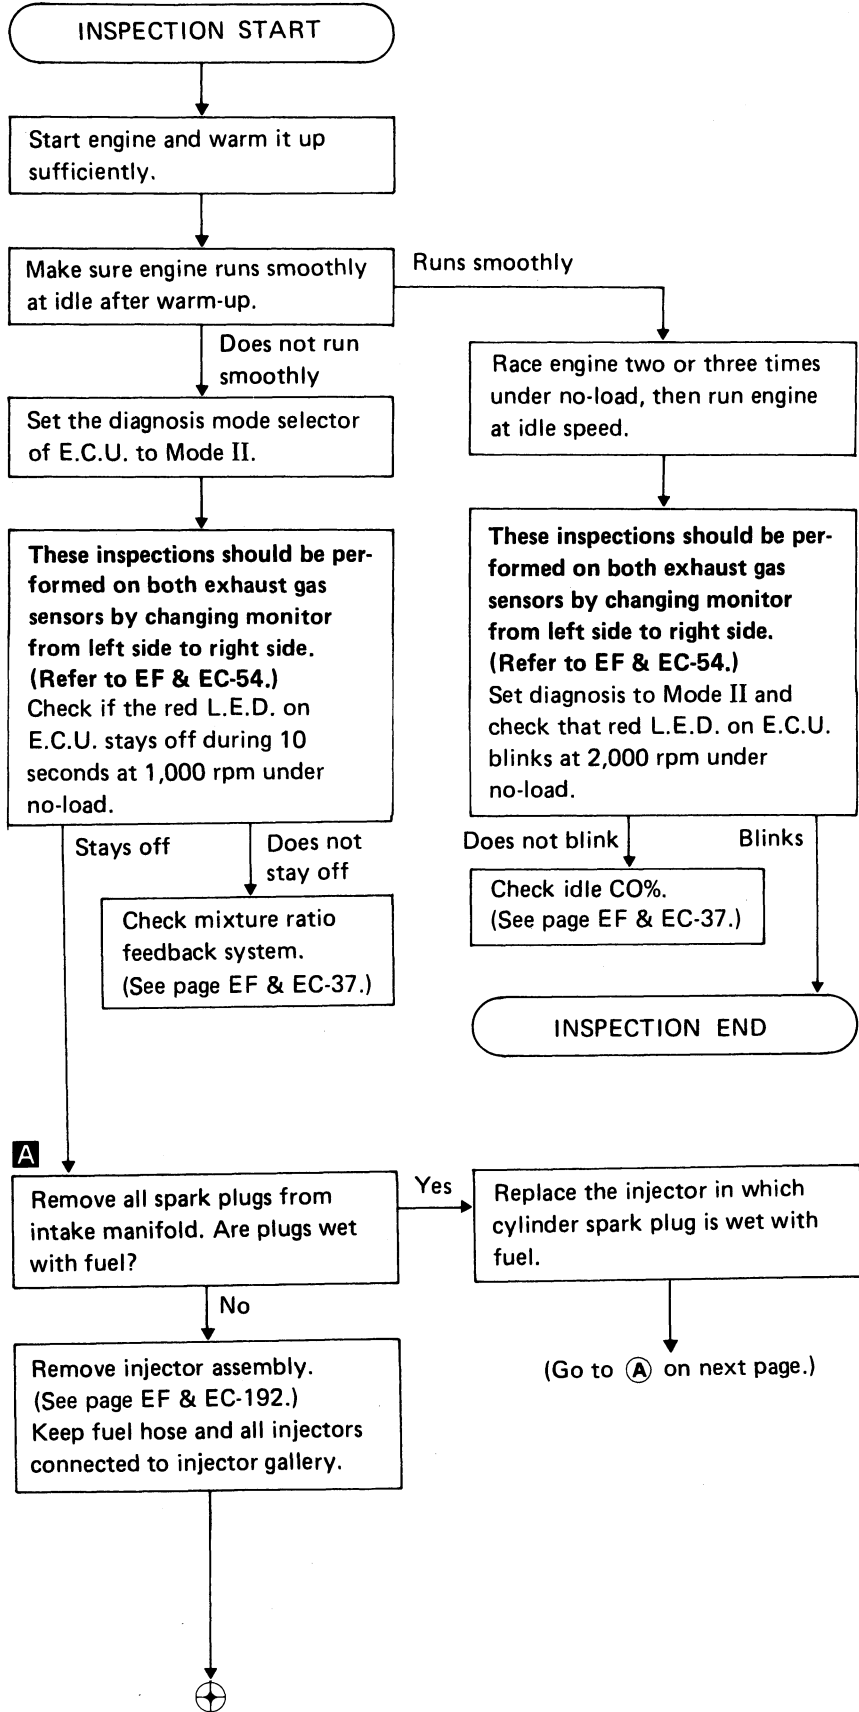 INSPECTION START
Start engine and warm it up
sufficiently.
Make sure engine runs smoothly
at idle after warm-up.
Runs smoothly
Does not run
smoothly
Race engine two or three times
under no-load, then run engine
at idle speed.
Set the diagnosis mode selector
of E.C.U. to Mode II.
These inspections should be per-
formed on both exhaust gas
sensors by changing monitor
from left side to right side.
(Refer to EF & EC-54.)
Check if the red L.E.D. on
E.C.U. stays off during 10
seconds at 1,000 rpm under
no-load.
These inspections should be per-
formed on both exhaust gas
sensors by changing monitor
from left side to right side.
(Refer to EF & EC-54.)
Set diagnosis to Mode II and
check that red L.E.D. on E.C.U.
blinks at 2,000 rpm under
no-load.
Stays off
Does not
stay off
Does not blink
Blinks
Check mixture ratio
feedback system.
(See page EF & EC-37.)
Check idle CO%.
(See page EF & EC-37.)
INSPECTION END
A
Remove all spark plugs from
intake manifold. Are plugs wet
with fuel?
Yes
Replace the injector in which
cylinder spark plug is wet with
fuel.
No
(Go to Ⓐ on next page.)
Remove injector assembly.
(See page EF & EC-192.)
Keep fuel hose and all injectors
connected to injector gallery.